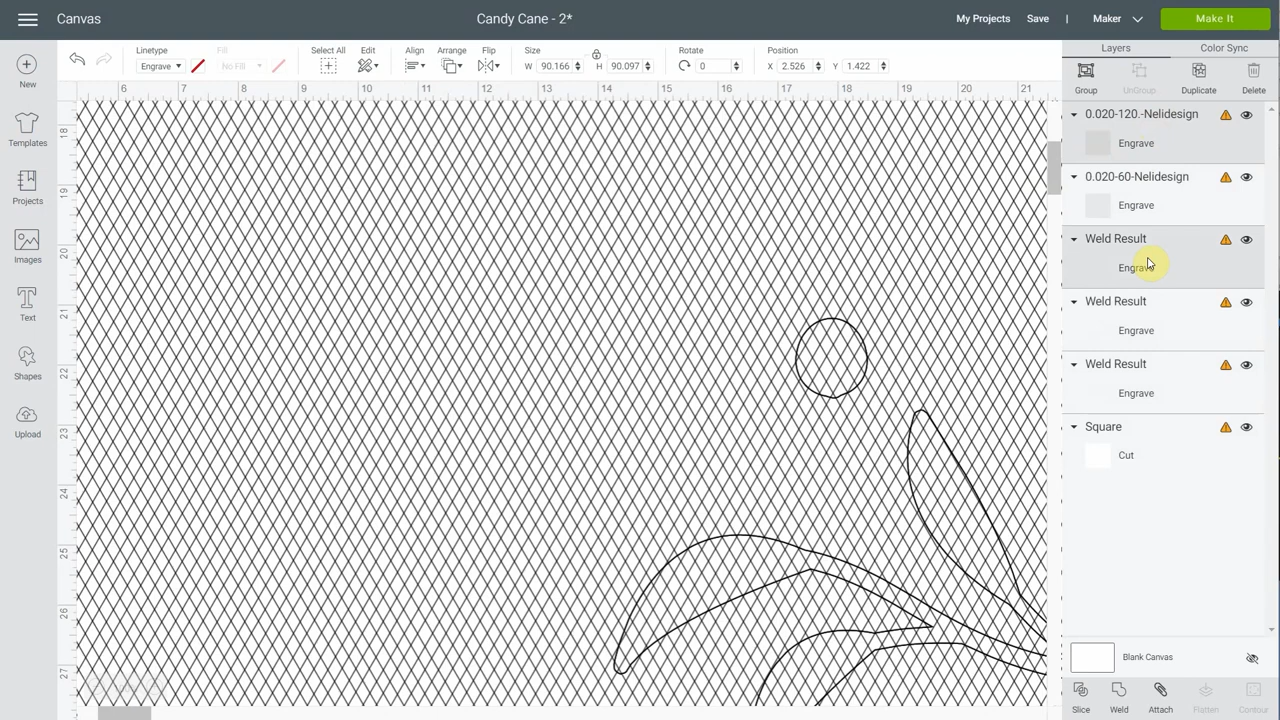 Canvas
Candy Cane - 2*
My Projects
Save
|
Maker
Make It
New
Templates
Projects
Images
Text
Shapes
Upload
Linetype
Engrave
Fill
No Fill
Select All
Edit
Align
Arrange
Flip
Size
W 90.166
H 90.097
Rotate
0
Position
X 2.526
Y 1.422
6 7 8 9 10 11 12 13 14 15 16 17 18 19 20 21
18
19
20
21
22
23
24
25
26
27
Layers
Color Sync
Group
UnGroup
Duplicate
Delete
0.020-120.-Nelidesign
Engrave
0.020-60-Nelidesign
Engrave
Weld Result
Engrave
Weld Result
Engrave
Weld Result
Engrave
Square
Cut
Blank Canvas
Slice
Weld
Attach
Flatten
Contour